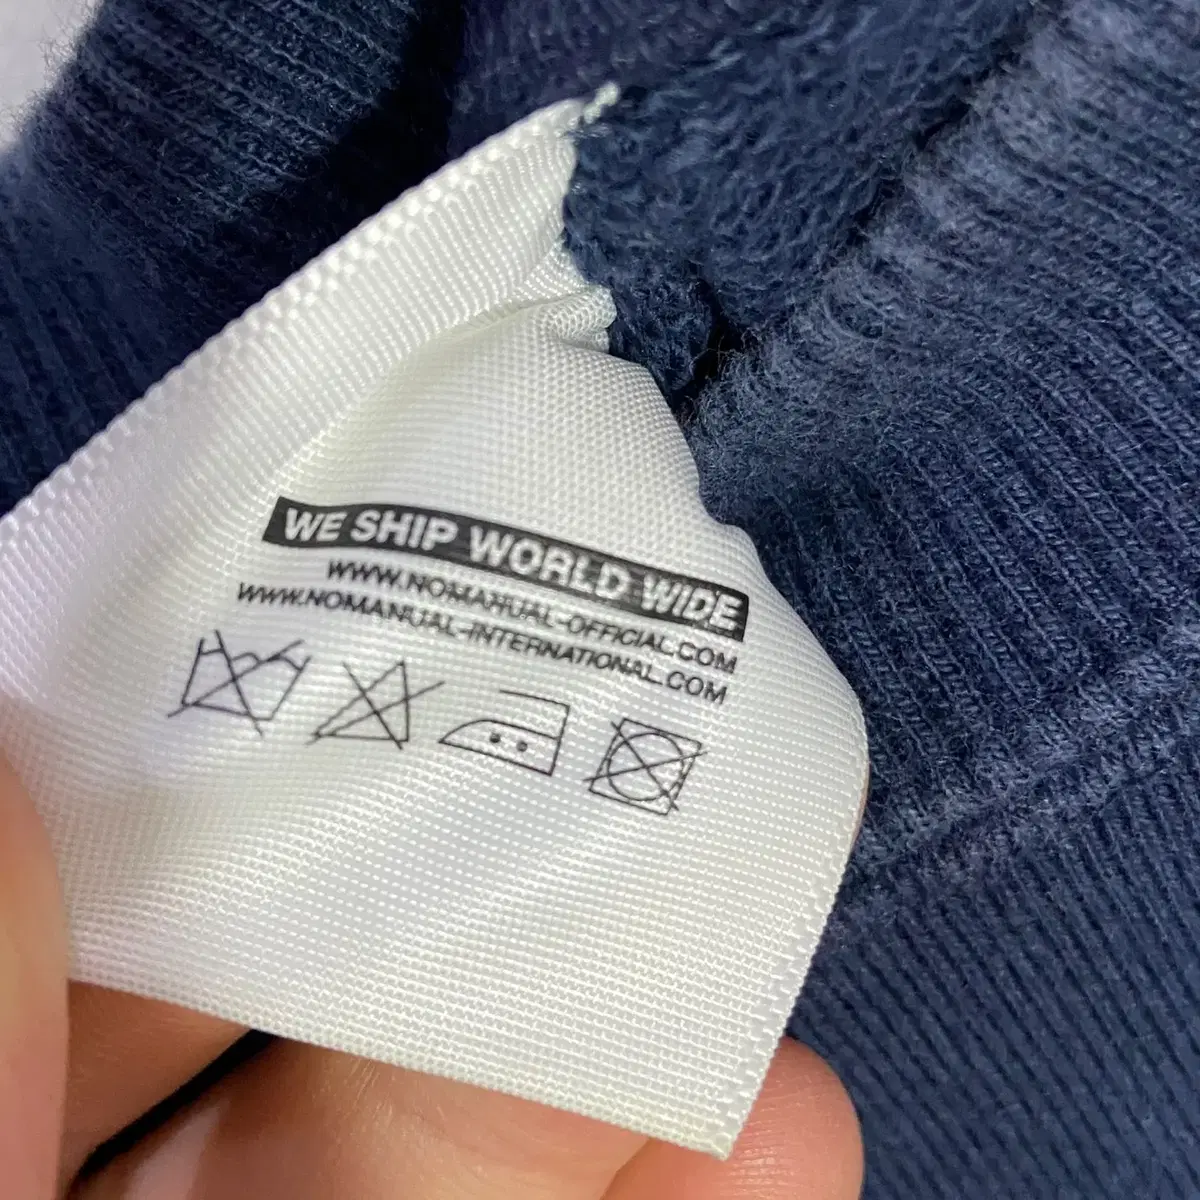 WE SHIP WORLD WIDE
WWW.NOMANUAL-OFFICIAL.COM
WWW.NOMANUAL-INTERNATIONAL.COM